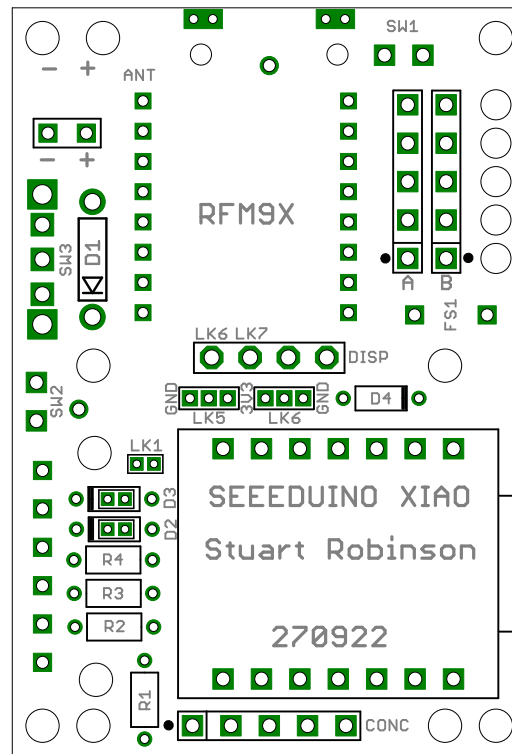 SW1
− +
ANT
− +
RFM9X
SW3
D1
A B
FS1
LK6 LK7
DISP
GND
3V3
GND
LK5
LK6
D4
SW2
LK1
D3
SEEEDUINO XIAO
D2
Stuart Robinson
R4
R3
R2
270922
R1
CONC